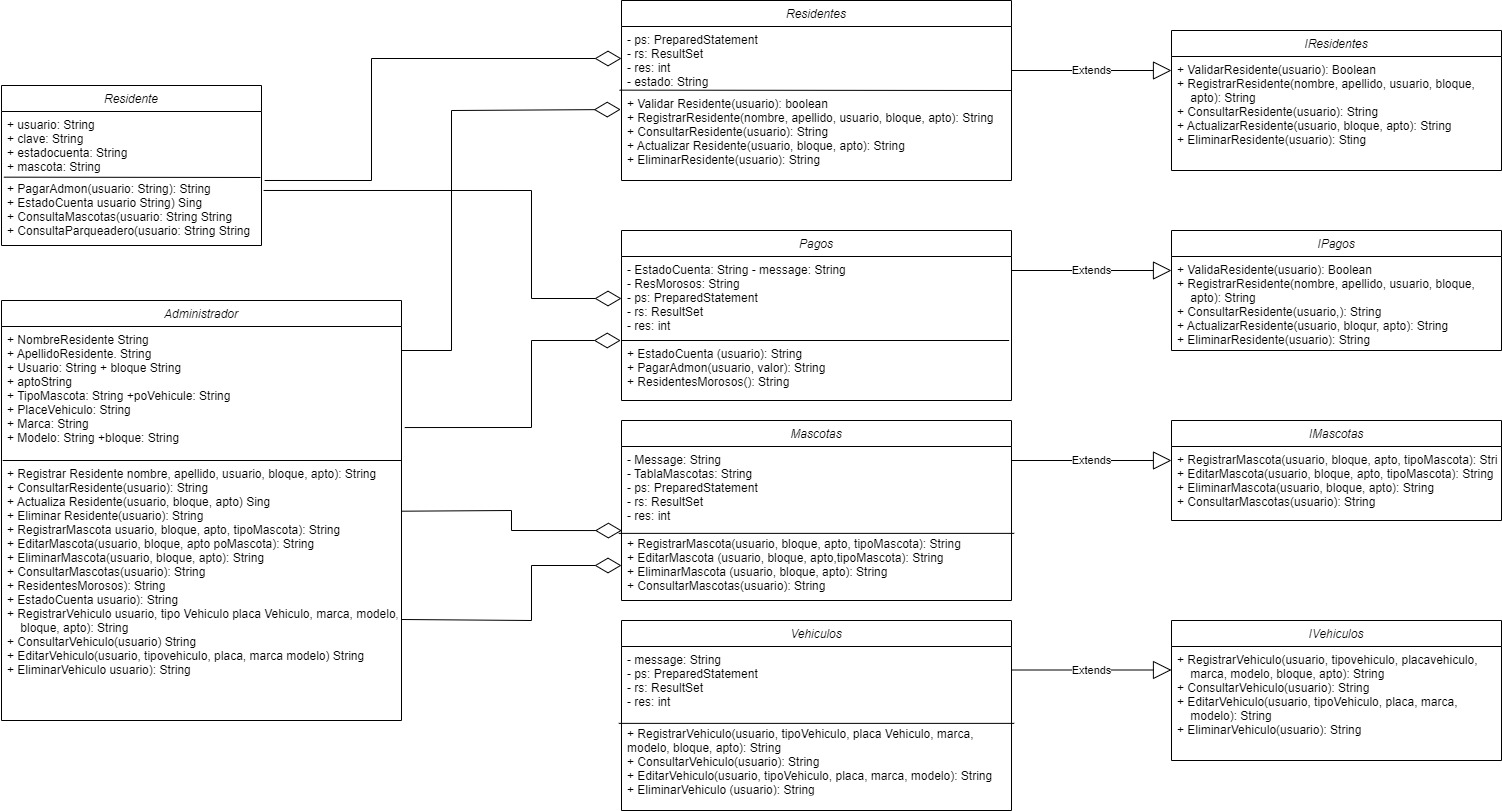 Residente
+ usuario: String
+ clave: String
+ estadocuenta: String
+ mascota: String
+ PagarAdmon(usuario: String): String
+ EstadoCuenta usuario String) Sing
+ ConsultaMascotas(usuario: String String
+ ConsultaParqueadero(usuario: String String
Administrador
+ NombreResidente String
+ ApellidoResidente. String
+ Usuario: String + bloque String
+ aptoString
+ TipoMascota: String +poVehicule: String
+ PlaceVehiculo: String
+ Marca: String
+ Modelo: String +bloque: String
+ Registrar Residente nombre, apellido, usuario, bloque, apto): String
+ ConsultarResidente(usuario): String
+ Actualiza Residente(usuario, bloque, apto) Sing
+ Eliminar Residente(usuario): String
+ RegistrarMascota usuario, bloque, apto, tipoMascota): String
+ EditarMascota(usuario, bloque, apto poMascota): String
+ EliminarMascota(usuario, bloque, apto): String
+ ConsultarMascotas(usuario): String
+ ResidentesMorosos): String
+ EstadoCuenta usuario): String
+ RegistrarVehiculo usuario, tipo Vehiculo placa Vehiculo, marca, modelo,
bloque, apto): String
+ ConsultarVehiculo(usuario) String
+ EditarVehiculo(usuario, tipovehiculo, placa, marca modelo) String
+ EliminarVehiculo usuario): String
Residentes
- ps: PreparedStatement
- rs: ResultSet
- res: int
- estado: String
+ Validar Residente(usuario): boolean
+ RegistrarResidente(nombre, apellido, usuario, bloque, apto): String
+ ConsultarResidente(usuario): String
+ Actualizar Residente(usuario, bloque, apto): String
+ EliminarResidente(usuario): String
Extends
IResidentes
+ ValidarResidente(usuario): Boolean
+ RegistrarResidente(nombre, apellido, usuario, bloque,
apto): String
+ ConsultarResidente(usuario): String
+ ActualizarResidente(usuario, bloque, apto): String
+ EliminarResidente(usuario): Sting
Pagos
- EstadoCuenta: String - message: String
- ResMorosos: String
- ps: PreparedStatement
- rs: ResultSet
- res: int
+ EstadoCuenta (usuario): String
+ PagarAdmon(usuario, valor): String
+ ResidentesMorosos(): String
Extends
IPagos
+ ValidaResidente(usuario): Boolean
+ RegistrarResidente(nombre, apellido, usuario, bloque,
apto): String
+ ConsultarResidente(usuario,): String
+ ActualizarResidente(usuario, bloqur, apto): String
+ EliminarResidente(usuario): String
Mascotas
- Message: String
- TablaMascotas: String
- ps: PreparedStatement
- rs: ResultSet
- res: int
+ RegistrarMascota(usuario, bloque, apto, tipoMascota): String
+ EditarMascota (usuario, bloque, apto,tipoMascota): String
+ EliminarMascota (usuario, bloque, apto): String
+ ConsultarMascotas(usuario): String
Extends
IMascotas
+ RegistrarMascota(usuario, bloque, apto, tipoMascota): Stri
+ EditarMascota(usuario, bloque, apto, tipoMascota): String
+ EliminarMascota(usuario, bloque, apto): String
+ ConsultarMascotas(usuario): String
Vehiculos
- message: String
- ps: PreparedStatement
- rs: ResultSet
- res: int
+ RegistrarVehiculo(usuario, tipoVehiculo, placa Vehiculo, marca,
modelo, bloque, apto): String
+ ConsultarVehiculo(usuario): String
+ EditarVehiculo(usuario, tipoVehiculo, placa, marca, modelo): String
+ EliminarVehiculo (usuario): String
Extends
IVehiculos
+ RegistrarVehiculo(usuario, tipovehiculo, placavehiculo,
marca, modelo, bloque, apto): String
+ ConsultarVehiculo(usuario): String
+ EditarVehiculo(usuario, tipoVehiculo, placa, marca,
modelo): String
+ EliminarVehiculo(usuario): String